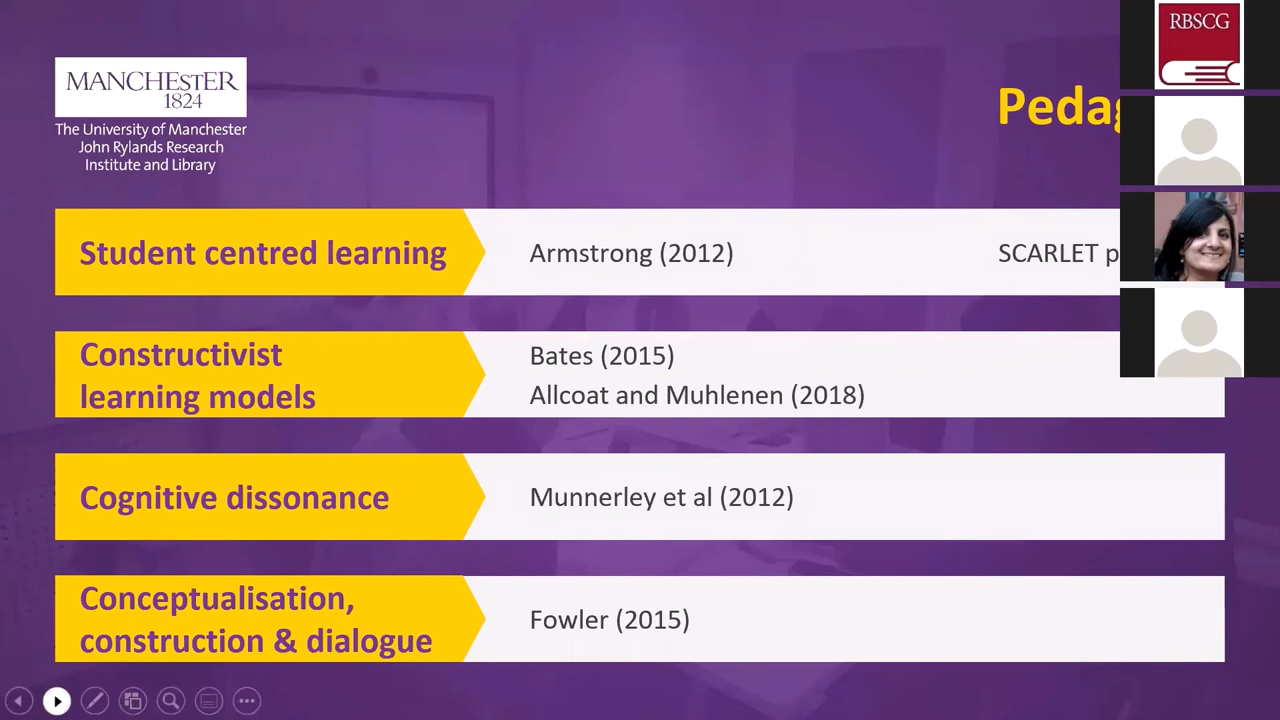 MANCHESTER
1824
The University of Manchester
John Rylands Research
Institute and Library
RBSCG
Student centred learning
Armstrong (2012)
SCARLET
Constructivist
learning models
Bates (2015)
Allcoat and Muhlenen (2018)
Cognitive dissonance
Munnerley et al (2012)
Conceptualisation,
construction & dialogue
Fowler (2015)